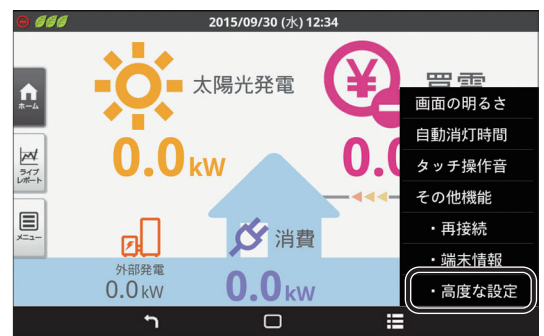 2015/09/30 (水) 12:34
ホーム
ライブ
レポート
メニュー
太陽光発電
0.0kW
買電
0.0
外部発電
0.0kW
消費
0.0kW
画面の明るさ
自動消灯時間
タッチ操作音
その他機能
・再接続
・端末情報
・高度な設定